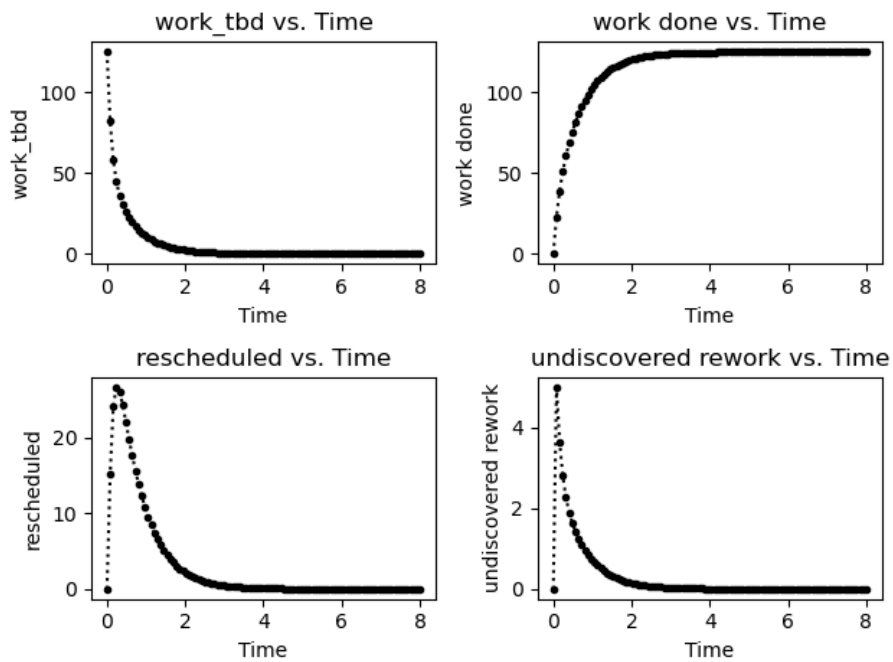 work_tbd vs. Time
work_tbd
100
50
0
0 2 4 6 8
Time
work done vs. Time
work done
100
50
0
0 2 4 6 8
Time
rescheduled vs. Time
rescheduled
20
10
0
0 2 4 6 8
Time
undiscovered rework vs. Time
undiscovered rework
4
2
0
0 2 4 6 8
Time